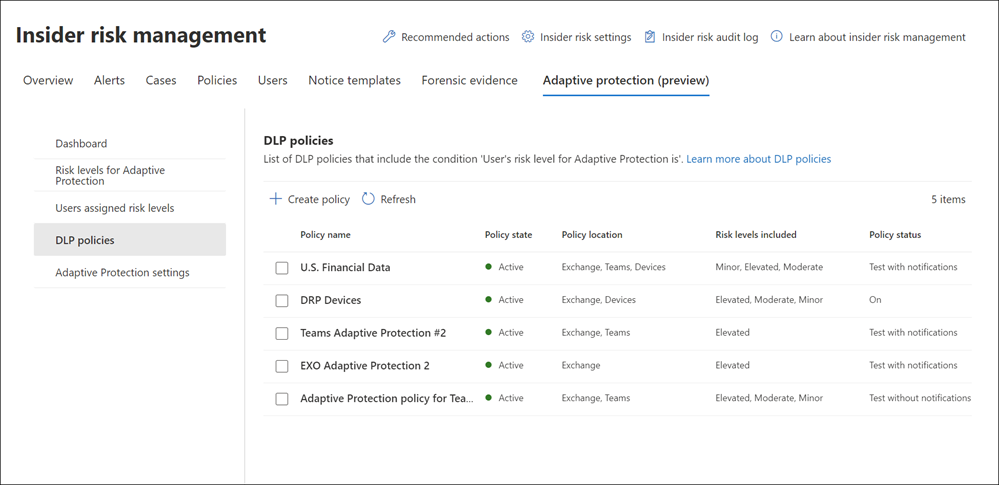 Insider risk management
Recommended actions Insider risk settings Insider risk audit log Learn about insider risk management
Overview Alerts Cases Policies Users Notice templates Forensic evidence Adaptive protection (preview)
Dashboard
Risk levels for Adaptive
Protection
Users assigned risk levels
DLP policies
Adaptive Protection settings
DLP policies
List of DLP policies that include the condition 'User's risk level for Adaptive Protection is'. Learn more about DLP policies
Create policy Refresh 5 items
Policy name Policy state Policy location Risk levels included Policy status
U.S. Financial Data Active Exchange, Teams, Devices Minor, Elevated, Moderate Test with notifications
DRP Devices Active Exchange, Devices Elevated, Moderate, Minor On
Teams Adaptive Protection #2 Active Exchange, Teams Elevated Test with notifications
EXO Adaptive Protection 2 Active Exchange Elevated Test with notifications
Adaptive Protection policy for Tea... Active Exchange, Teams Elevated, Moderate, Minor Test without notifications